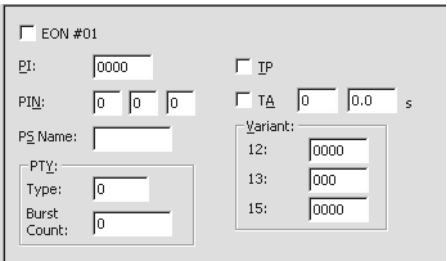 EON #01
PI: 0000
TP
PIN: 0 0 0
TA 0 0.0 s
PS Name:
Variant:
12: 0000
13: 000
15: 0000
PTY:
Type: 0
Burst
Count: 0